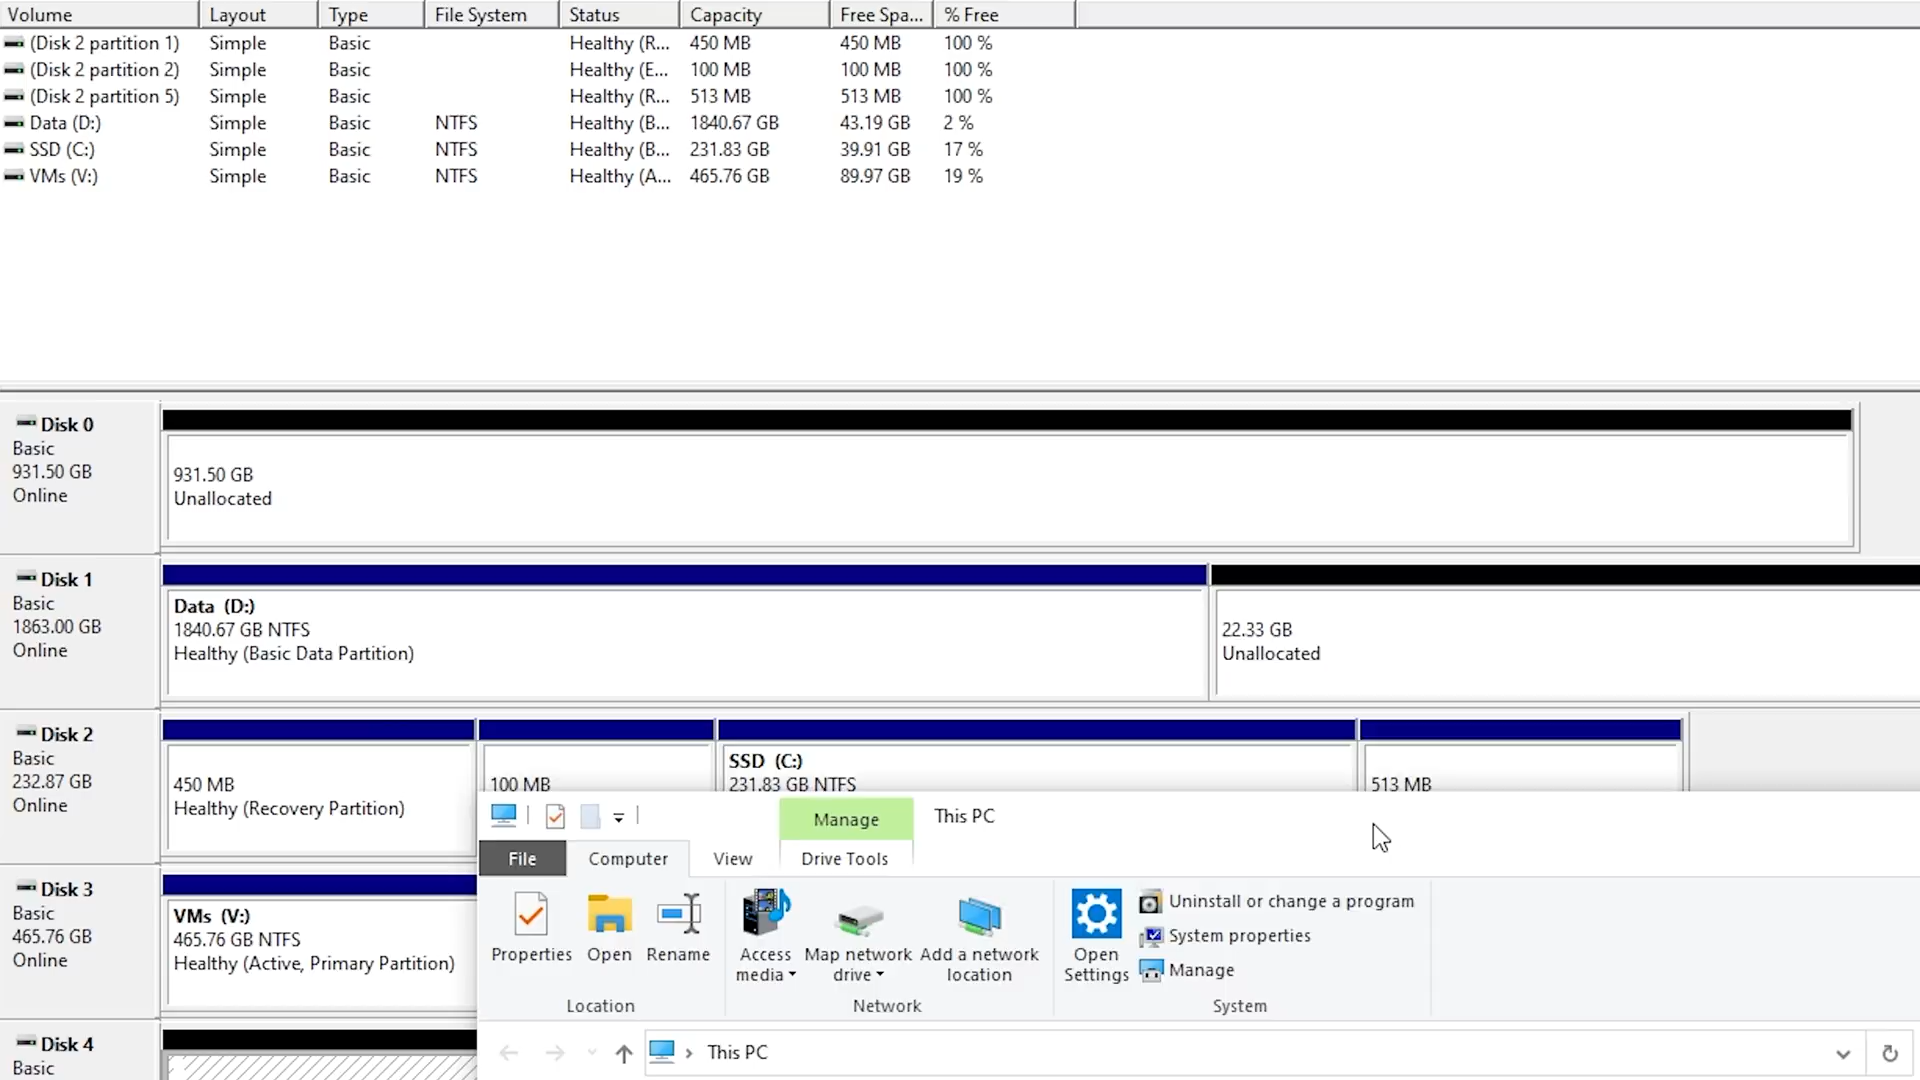 Volume Layout Type File System Status Capacity Free Spa... % Free
(Disk 2 partition 1) Simple Basic Healthy (R... 450 MB 450 MB 100 %
(Disk 2 partition 2) Simple Basic Healthy (E... 100 MB 100 MB 100 %
(Disk 2 partition 5) Simple Basic Healthy (R... 513 MB 513 MB 100 %
Data (D:) Simple Basic NTFS Healthy (B... 1840.67 GB 43.19 GB 2 %
SSD (C:) Simple Basic NTFS Healthy (B... 231.83 GB 39.91 GB 17 %
VMs (V:) Simple Basic NTFS Healthy (A... 465.76 GB 89.97 GB 19 %
Disk 0
Basic
931.50 GB
Online
931.50 GB
Unallocated
Disk 1
Basic
1863.00 GB
Online
Data (D:)
1840.67 GB NTFS
Healthy (Basic Data Partition)
22.33 GB
Unallocated
Disk 2
Basic
232.87 GB
Online
450 MB
Healthy (Recovery Partition)
100 MB
SSD (C:)
231.83 GB NTFS
513 MB
Disk 3
Basic
465.76 GB
Online
VMs (V:)
465.76 GB NTFS
Healthy (Active, Primary Partition)
Disk 4
Basic
Manage This PC
File Computer View Drive Tools
Properties Open Rename
Location
Access media
Map network drive
Add a network location
Network
Open Settings
Uninstall or change a program
System properties
Manage
System
This PC